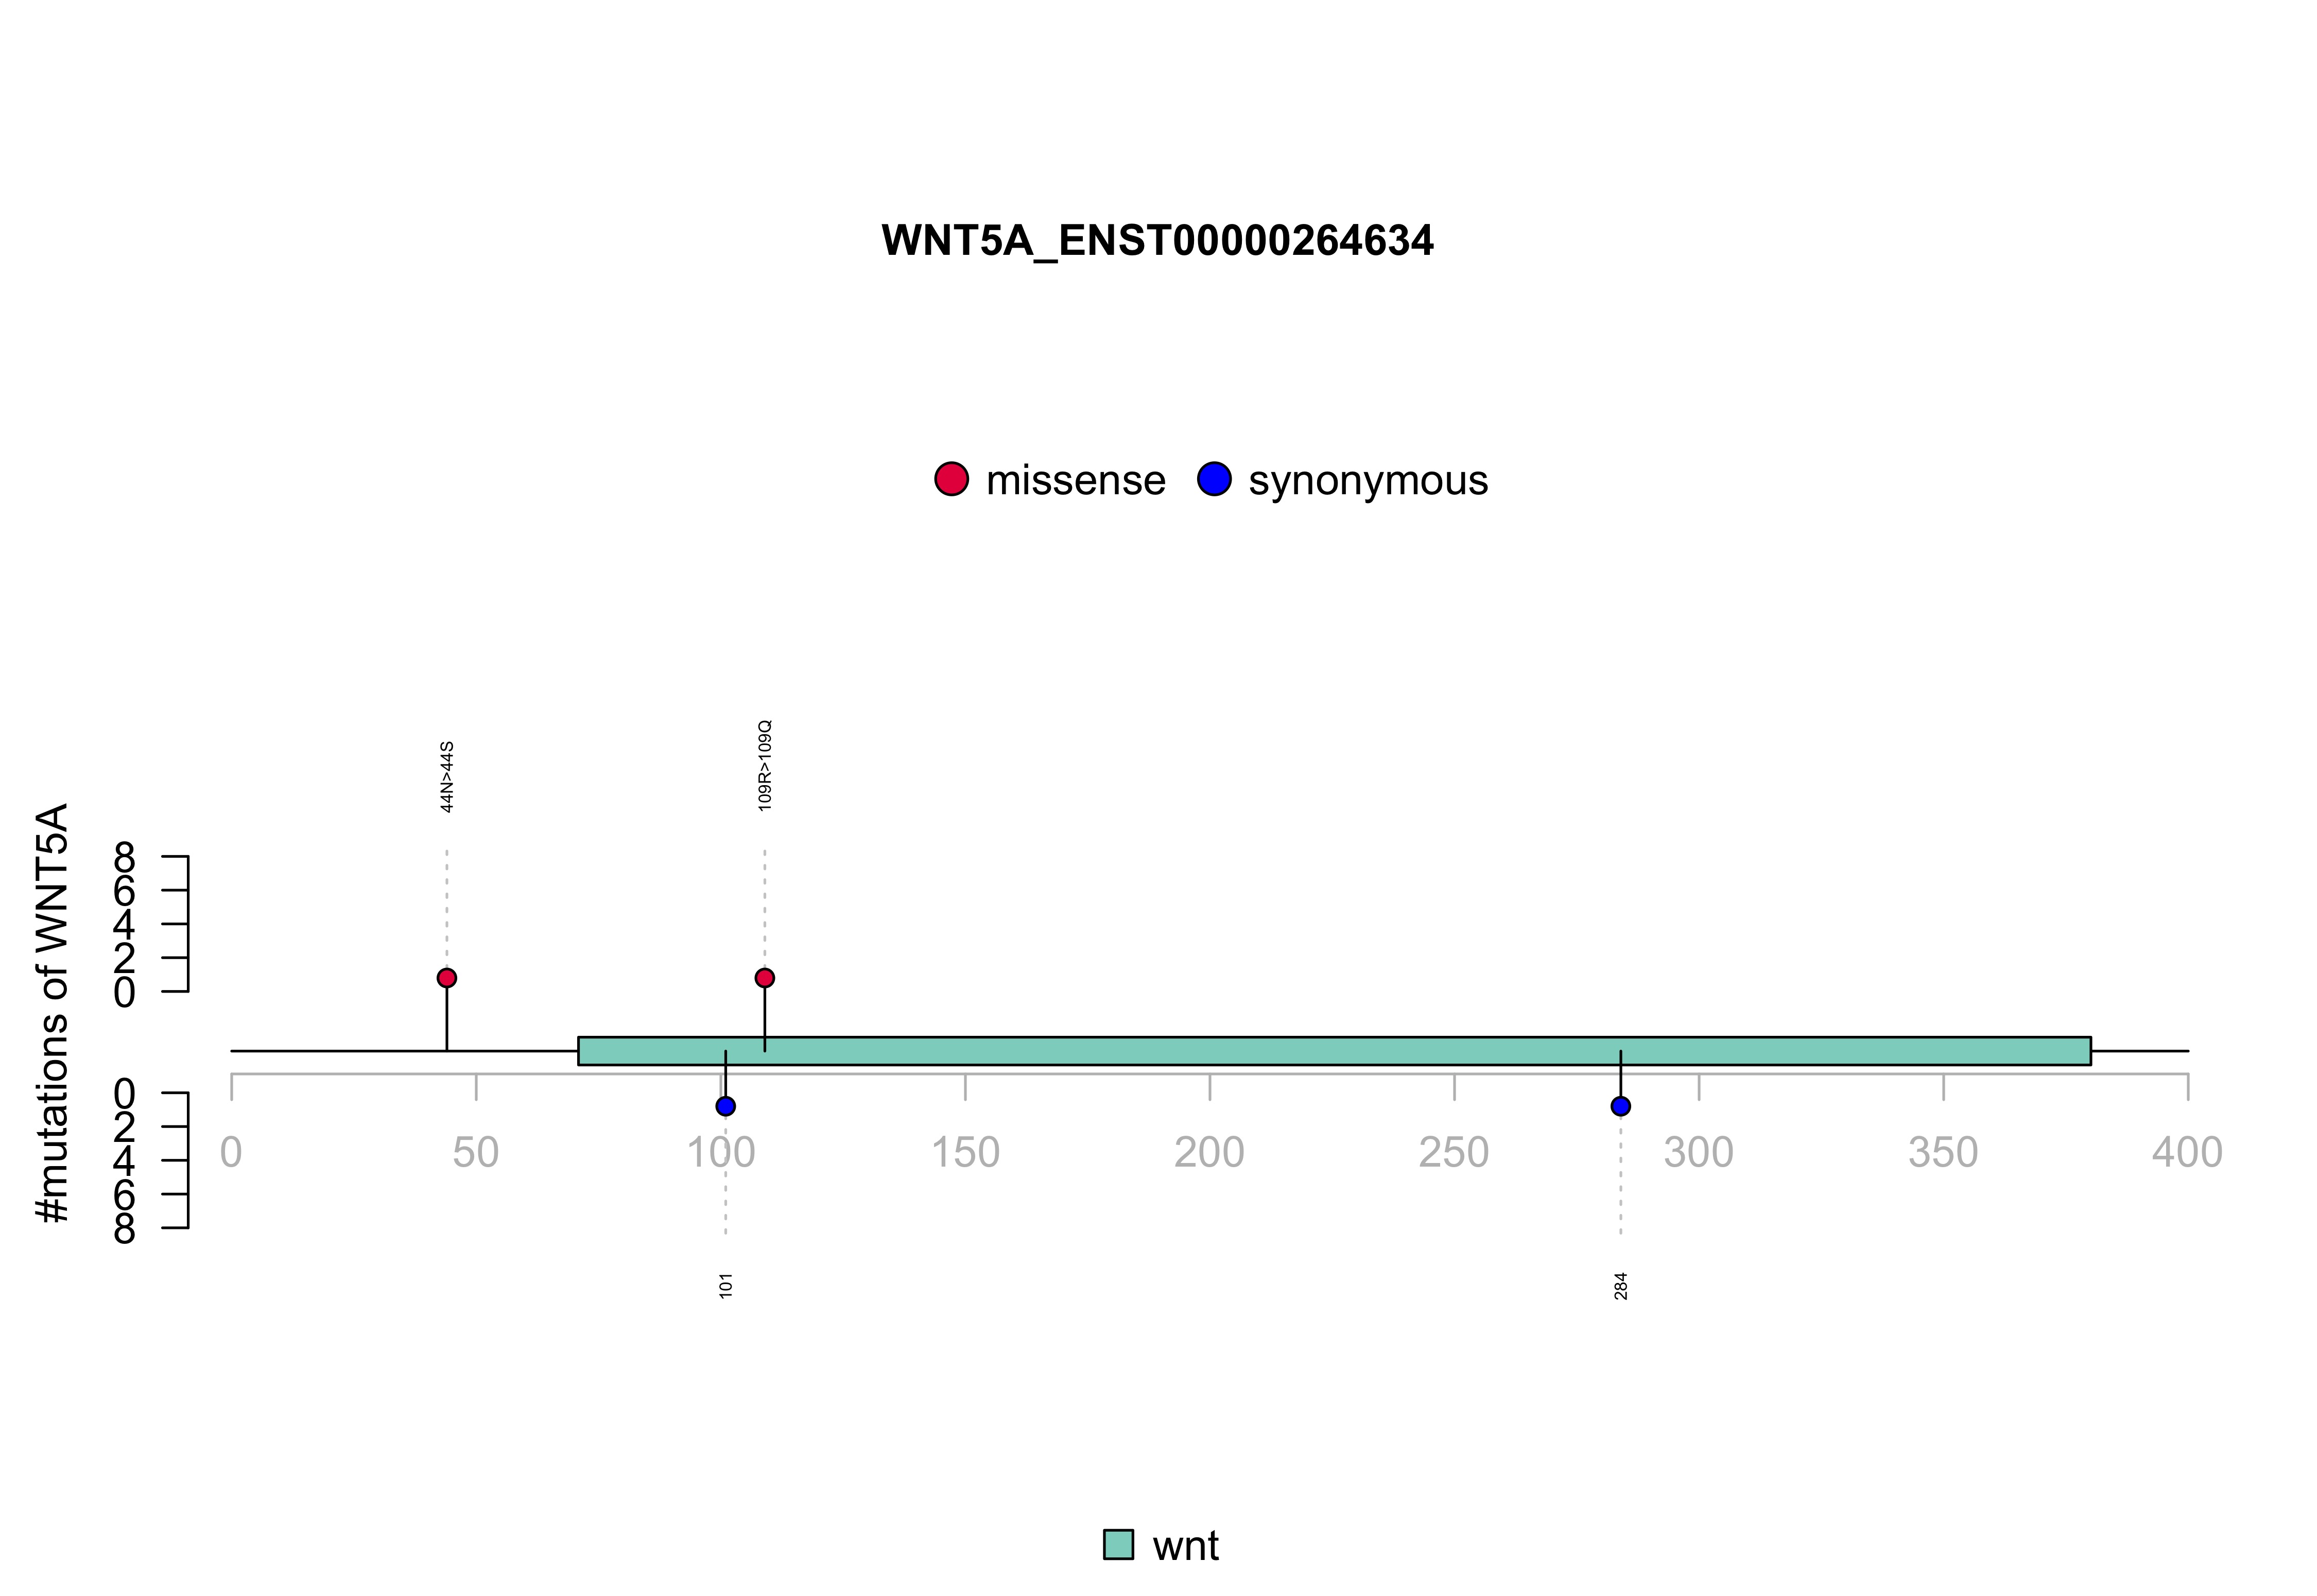 WNT5A_ENST00000264634
missense
synonymous
44N>44S
109R>109Q
#mutations of WNT5A
8
6
4
2
0
0
2
4
6
8
0 50 100 150 200 250 300 350 400
101
284
wnt